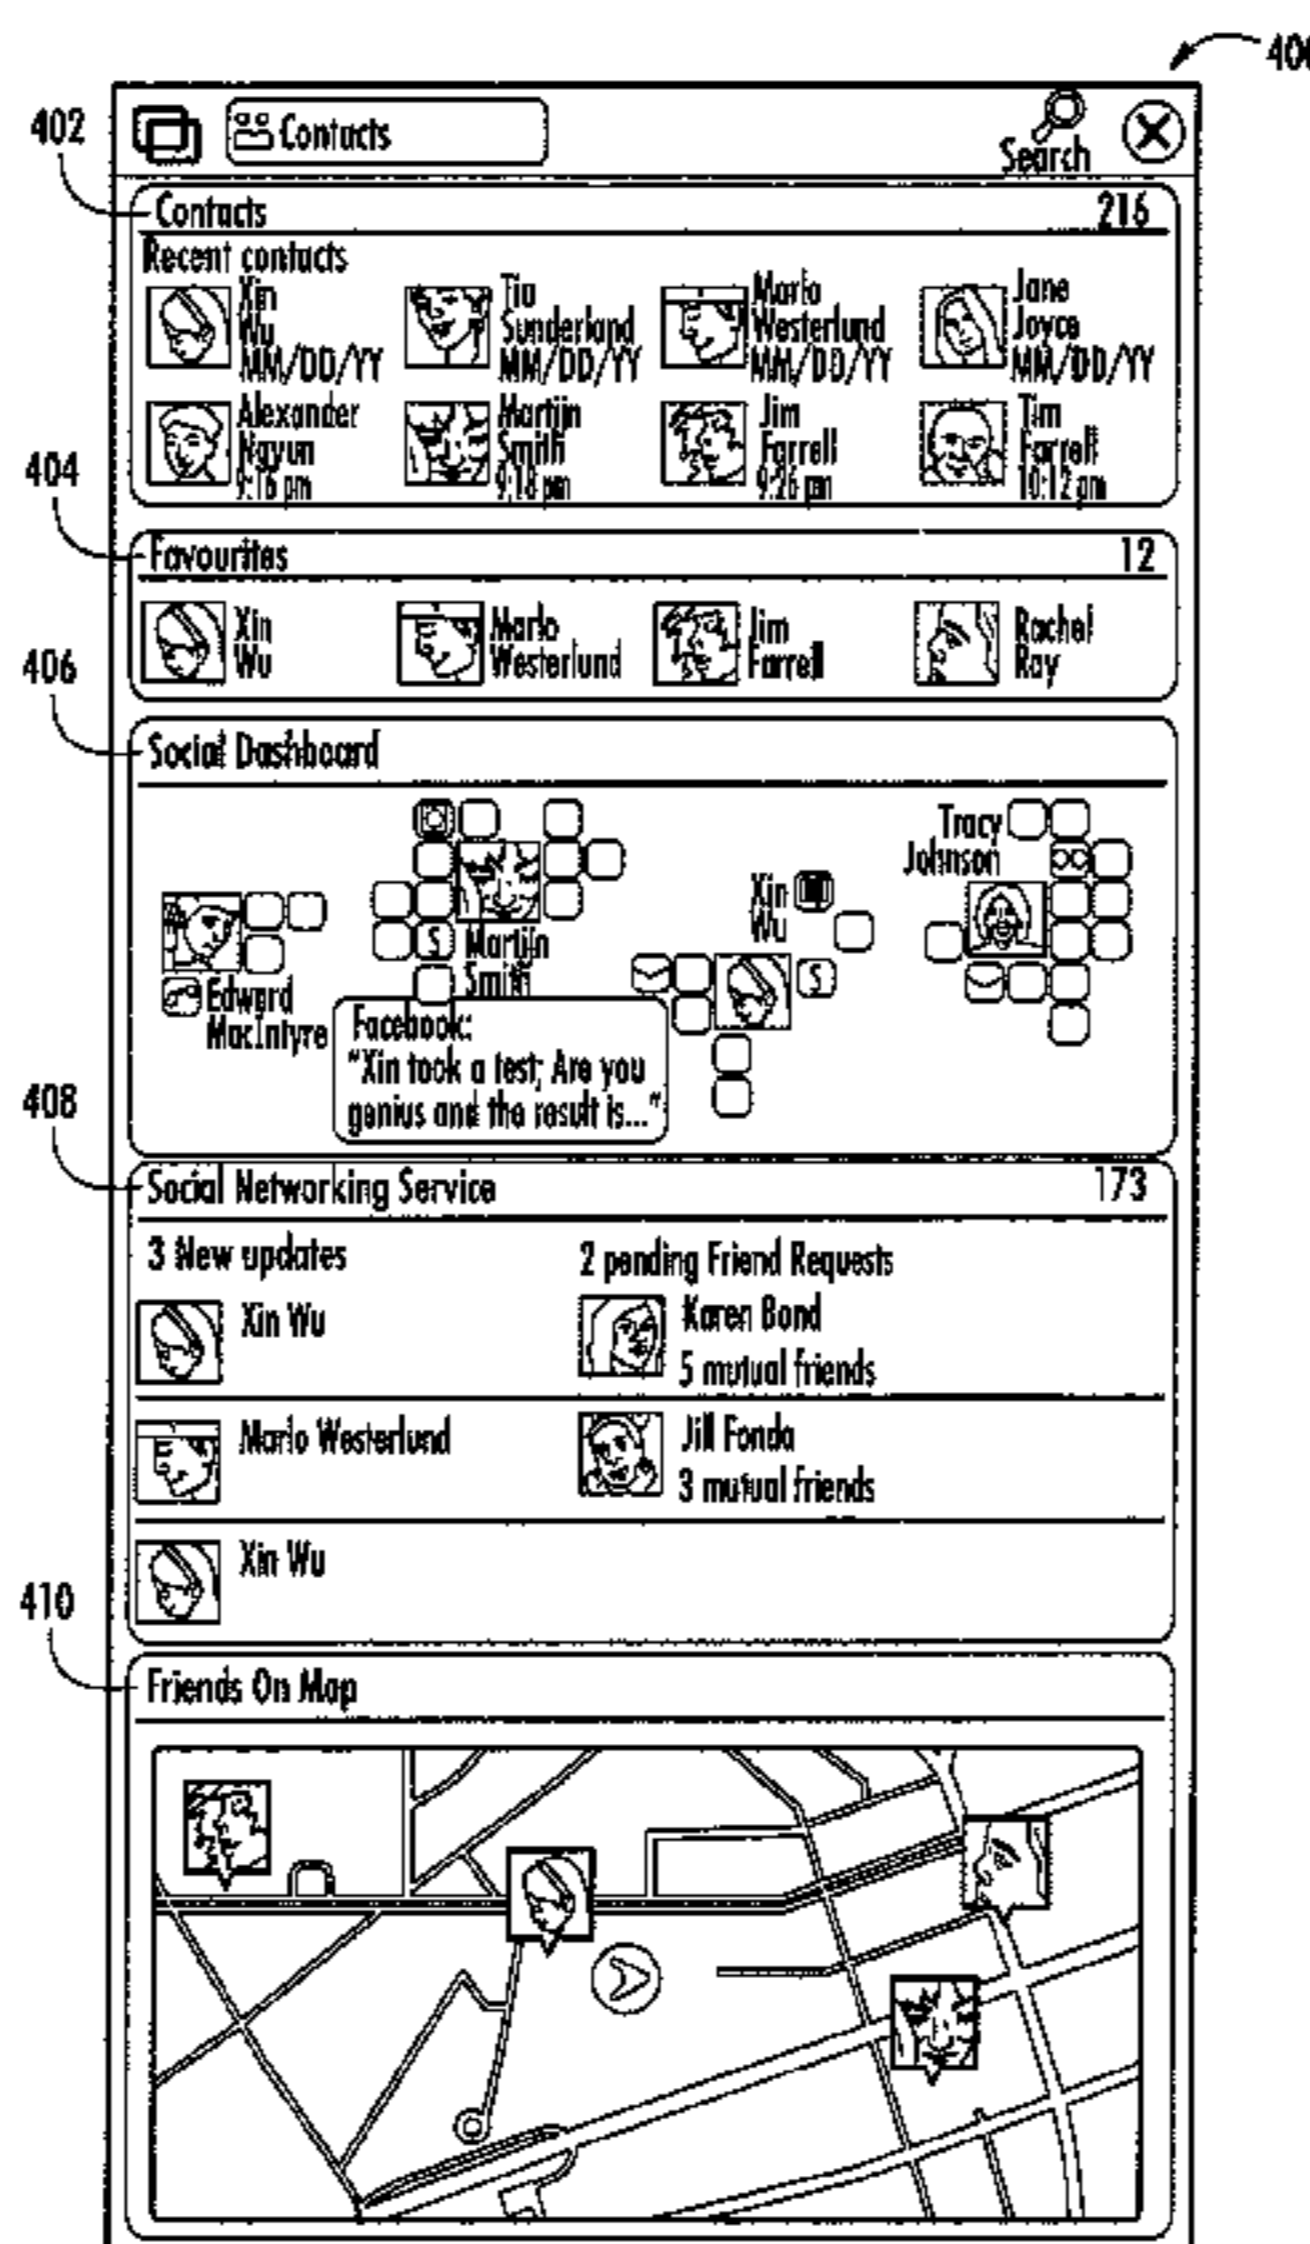 402
Contacts
Search
Contacts 216
Recent contacts
Xin Wu MM/DD/YY
Tia Sunderland MM/DD/YY
Marlo Westerlund MM/DD/YY
Jane Joyce MM/DD/YY
Alexander 9:16 pm
Martijn Smith 9:18 pm
Jim Farrell 9:26 pm
Tim Farrell 10:12 pm
404
Favourites 12
Xin Wu
Marlo Westerlund
Jim Farrell
Rachel Ray
406
Social Dashboard
Edward MacIntyre
S
Martijn Smith
Xin Wu
S
Tracy Johnson
Facebook:
"Xin took a test; Are you
genius and the result is..."
408
Social Networking Service 173
3 New updates
2 pending Friend Requests
Xin Wu
Karen Bond
5 mutual friends
Marlo Westerlund
Jill Fonda
3 mutual friends
Xin Wu
410
Friends On Map